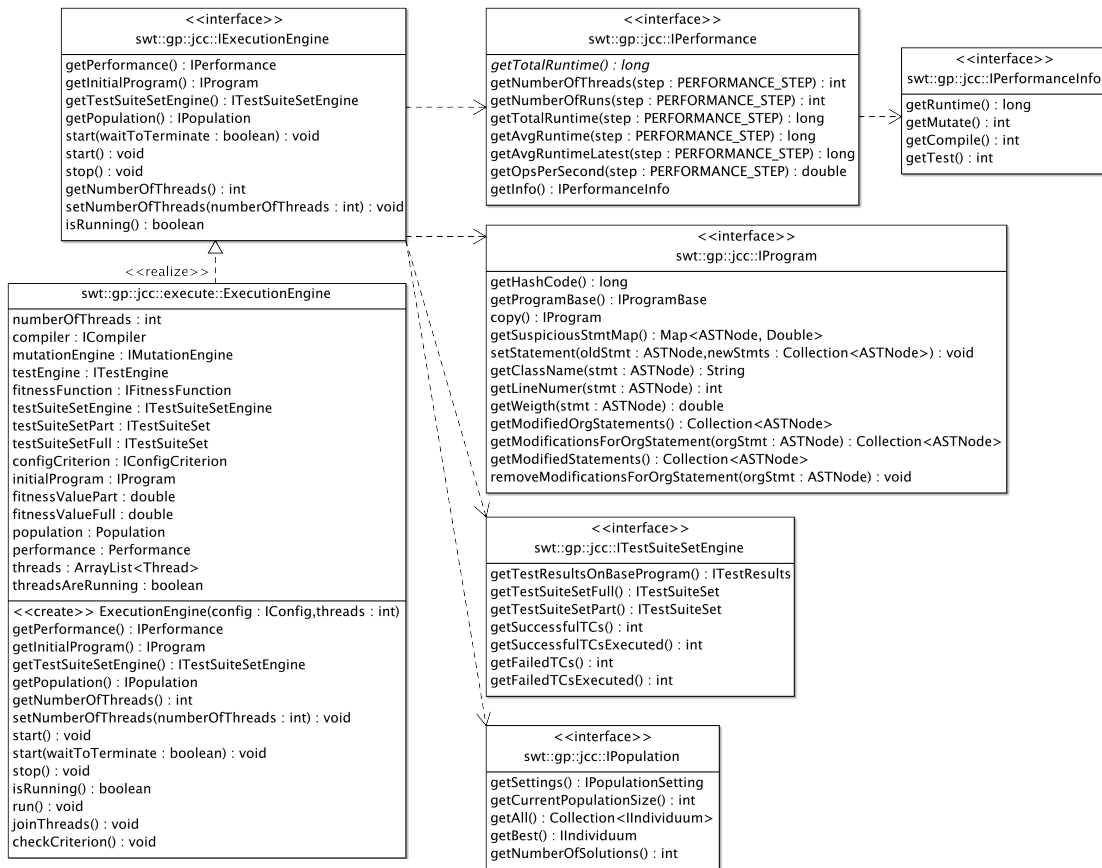 <<interface>>
swt::gp::jcc::IExecutionEngine
getPerformance() : IPerformance
getInitialProgram() : IProgram
getTestSuiteSetEngine() : ITestSuiteSetEngine
getPopulation() : IPopulation
start(waitToTerminate : boolean) : void
start() : void
stop() : void
getNumberOfThreads() : int
setNumberOfThreads(numberOfThreads : int) : void
isRunning() : boolean
<<realize>>
swt::gp::jcc::execute::ExecutionEngine
numberOfThreads : int
compiler : ICompiler
mutationEngine : IMutationEngine
testEngine : ITestEngine
fitnessFunction : IFitnessFunction
testSuiteSetEngine : ITestSuiteSetEngine
testSuiteSetPart : ITestSuiteSet
testSuiteSetFull : ITestSuiteSet
configCriterion : IConfigCriterion
initialProgram : IProgram
fitnessValuePart : double
fitnessValueFull : double
population : Population
performance : Performance
threads : ArrayList<Thread>
threadsAreRunning : boolean
<<create>> ExecutionEngine(config : IConfig,threads : int)
getPerformance() : IPerformance
getInitialProgram() : IProgram
getTestSuiteSetEngine() : ITestSuiteSetEngine
getPopulation() : IPopulation
getNumberOfThreads() : int
setNumberOfThreads(numberOfThreads : int) : void
start() : void
start(waitToTerminate : boolean) : void
stop() : void
isRunning() : boolean
run() : void
joinThreads() : void
checkCriterion() : void
<<interface>>
swt::gp::jcc::IPerformance
getTotalRuntime() : long
getNumberOfThreads(step : PERFORMANCE_STEP) : int
getNumberOfRuns(step : PERFORMANCE_STEP) : int
getTotalRuntime(step : PERFORMANCE_STEP) : long
getAvgRuntime(step : PERFORMANCE_STEP) : long
getAvgRuntimeLatest(step : PERFORMANCE_STEP) : long
getOpsPerSecond(step : PERFORMANCE_STEP) : double
getInfo() : IPerformanceInfo
<<interface>>
swt::gp::jcc::IPerformanceInfo
getRuntime() : long
getMutate() : int
getCompile() : int
getTest() : int
<<interface>>
swt::gp::jcc::IProgram
getHashCode() : long
getProgramBase() : IProgramBase
copy() : IProgram
getSuspiciousStmtMap() : Map<ASTNode, Double>
setStatement(oldStmt : ASTNode,newStmts : Collection<ASTNode>) : void
getClassName(stmt : ASTNode) : String
getLineNumer(stmt : ASTNode) : int
getWeigth(stmt : ASTNode) : double
getModifiedOrgStatements() : Collection<ASTNode>
getModificationsForOrgStatement(orgStmt : ASTNode) : Collection<ASTNode>
getModifiedStatements() : Collection<ASTNode>
removeModificationsForOrgStatement(orgStmt : ASTNode) : void
<<interface>>
swt::gp::jcc::ITestSuiteSetEngine
getTestResultsOnBaseProgram() : ITestResults
getTestSuiteSetFull() : ITestSuiteSet
getTestSuiteSetPart() : ITestSuiteSet
getSuccessfulTCs() : int
getSuccessfulTCsExecuted() : int
getFailedTCs() : int
getFailedTCsExecuted() : int
<<interface>>
swt::gp::jcc::IPopulation
getSettings() : IPopulationSetting
getCurrentPopulationSize() : int
getAll() : Collection<IIndividuum>
getBest() : IIndividuum
getNumberOfSolutions() : int